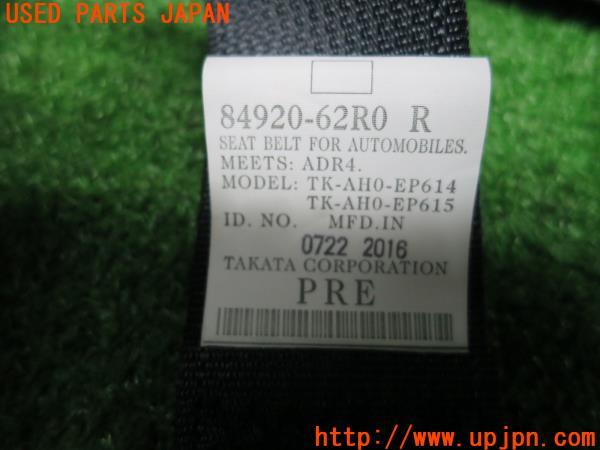 USED PARTS JAPAN
84920-62R0 R
SEAT BELT FOR AUTOMOBILES.
MEETS: ADR4.
MODEL: TK-AH0-EP614
TK-AH0-EP615
ID. NO. MFD.IN
0722 2016
TAKATA CORPORATION
PRE
http://www.upjpn.com/